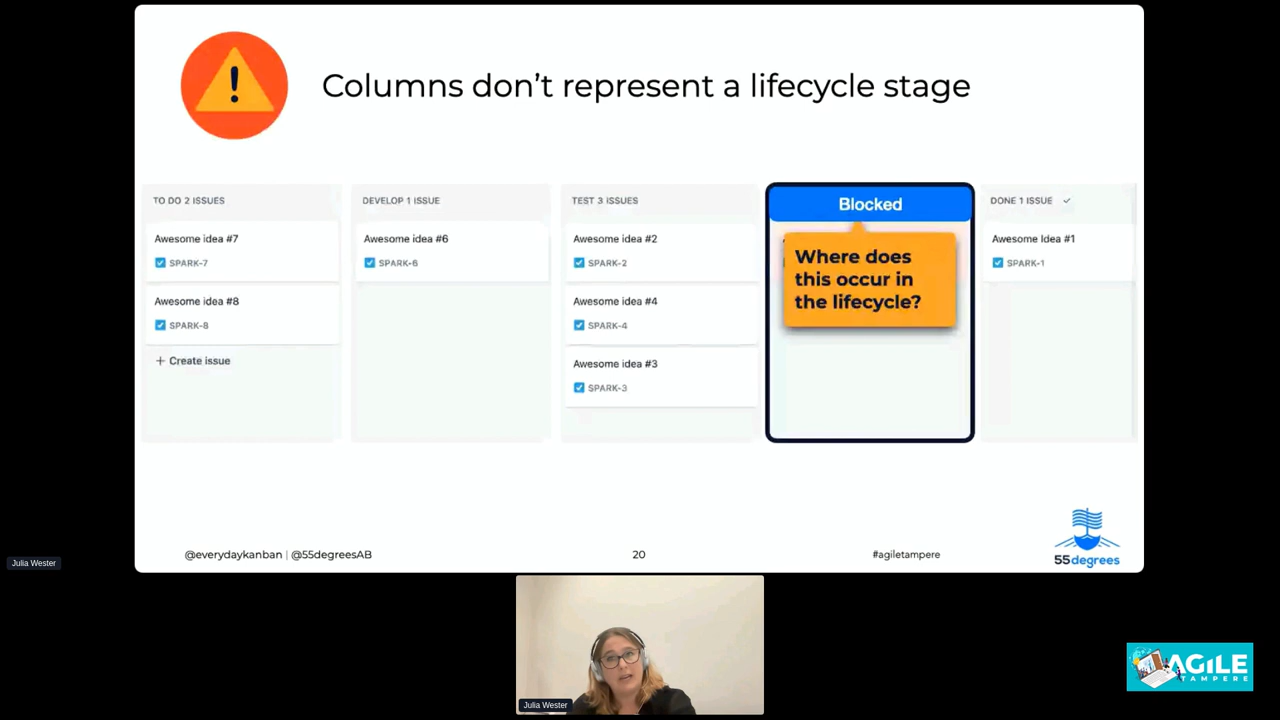 !
Columns don’t represent a lifecycle stage
TO DO 2 ISSUES
Awesome idea #7
SPARK-7
Awesome idea #8
SPARK-8
+ Create issue
DEVELOP 1 ISSUE
Awesome idea #6
SPARK-6
TEST 3 ISSUES
Awesome idea #2
SPARK-2
Awesome idea #4
SPARK-4
Awesome idea #3
SPARK-3
Blocked
Where does
this occur in
the lifecycle?
DONE 1 ISSUE
Awesome Idea #1
SPARK-1
@everydaykanban | @55degreesAB
20
#agiletampere
55degrees
Julia Wester
Julia Wester
AGILE
TAMPERE